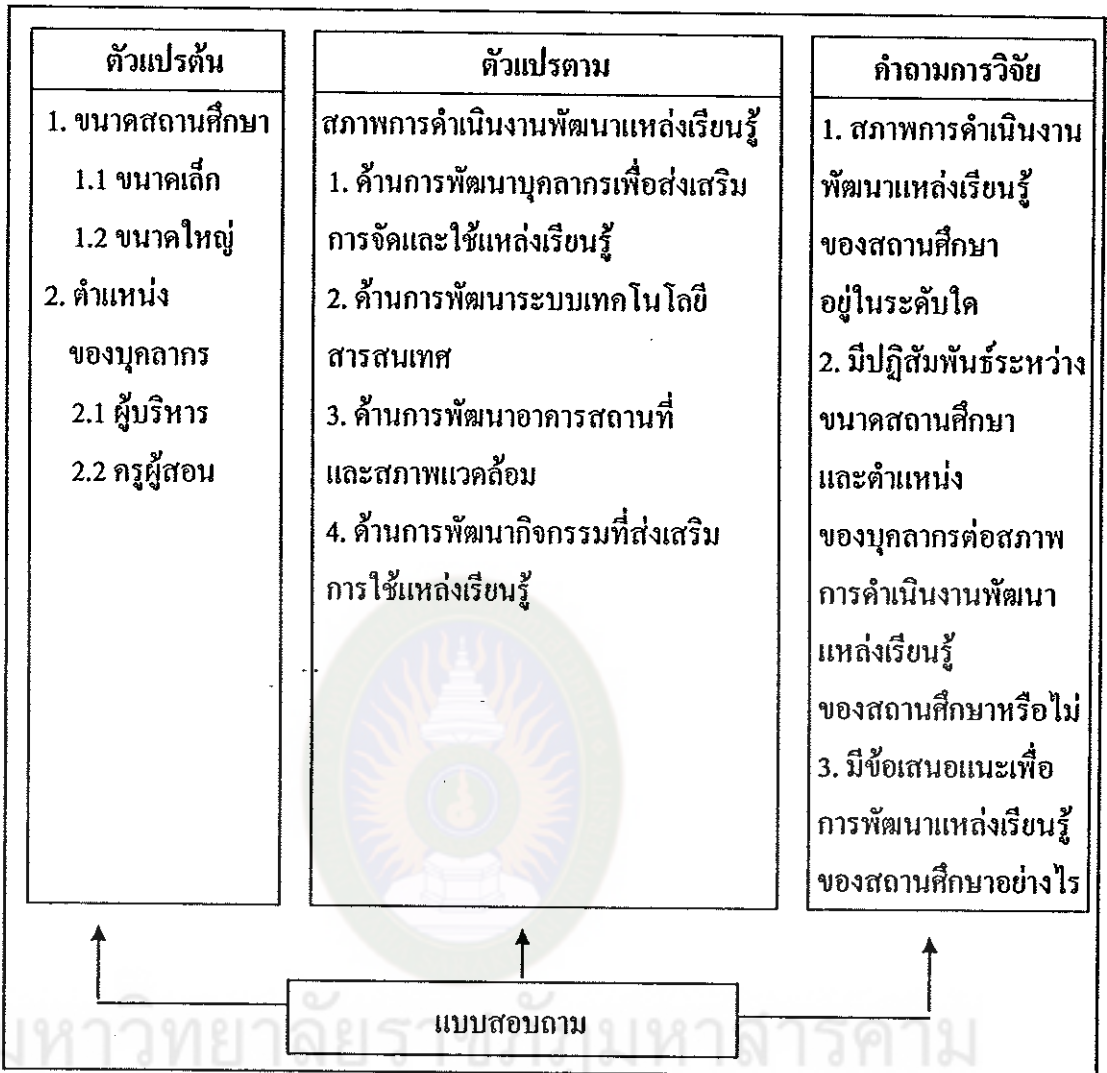 ตัวแปรต้น
1. ขนาดสถานศึกษา
1.1 ขนาดเล็ก
1.2 ขนาดใหญ่
2. ตำแหน่ง
ของบุคลากร
2.1 ผู้บริหาร
2.2 ครูผู้สอน
ตัวแปรตาม
สภาพการดำเนินงานพัฒนาแหล่งเรียนรู้
1. ด้านการพัฒนาบุคลากรเพื่อส่งเสริม
การจัดและใช้แหล่งเรียนรู้
2. ด้านการพัฒนาระบบเทคโนโลยี
สารสนเทศ
3. ด้านการพัฒนาอาคารสถานที่
และสภาพแวดล้อม
4. ด้านการพัฒนากิจกรรมที่ส่งเสริม
การใช้แหล่งเรียนรู้
คำถามการวิจัย
1. สภาพการดำเนินงาน
พัฒนาแหล่งเรียนรู้
ของสถานศึกษา
อยู่ในระดับใด
2. มีปฏิสัมพันธ์ระหว่าง
ขนาดสถานศึกษา
และตำแหน่ง
ของบุคลากรต่อสภาพ
การดำเนินงานพัฒนา
แหล่งเรียนรู้
ของสถานศึกษาหรือไม่
3. มีข้อเสนอแนะเพื่อ
การพัฒนาแหล่งเรียนรู้
ของสถานศึกษาอย่างไร
แบบสอบถาม
มหาวิทยาลัยราชภัฏมหาสารคาม